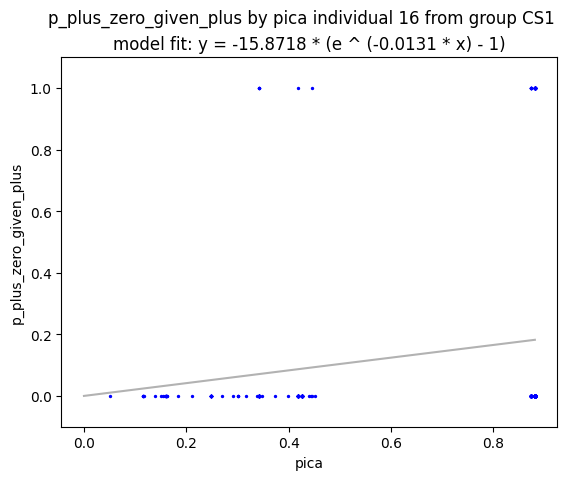 p_plus_zero_given_plus by pica individual 16 from group CS1
model fit: y = -15.8718 * (e ^ (-0.0131 * x) - 1)
1.0
0.8
0.6
0.4
0.2
0.0
p_plus_zero_given_plus
0.0 0.2 0.4 0.6 0.8
pica